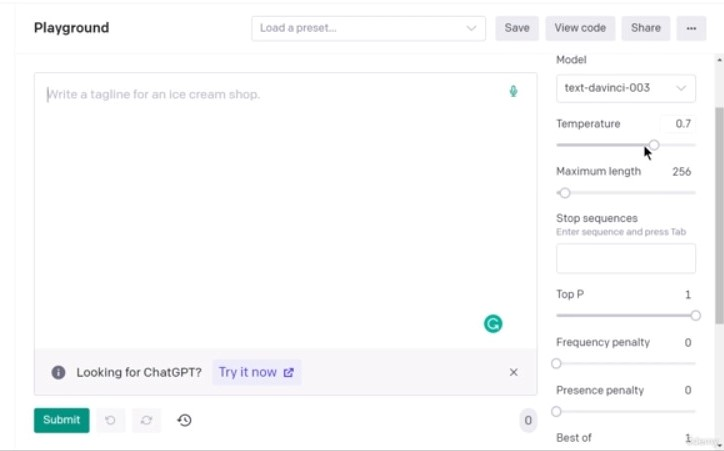 Playground
Load a preset...
Save
View code
Share
Write a tagline for an ice cream shop.
Looking for ChatGPT? Try it now
Submit
0
Model
text-davinci-003
Temperature 0.7
Maximum length 256
Stop sequences
Enter sequence and press Tab
Top P 1
Frequency penalty 0
Presence penalty 0
Best of 1